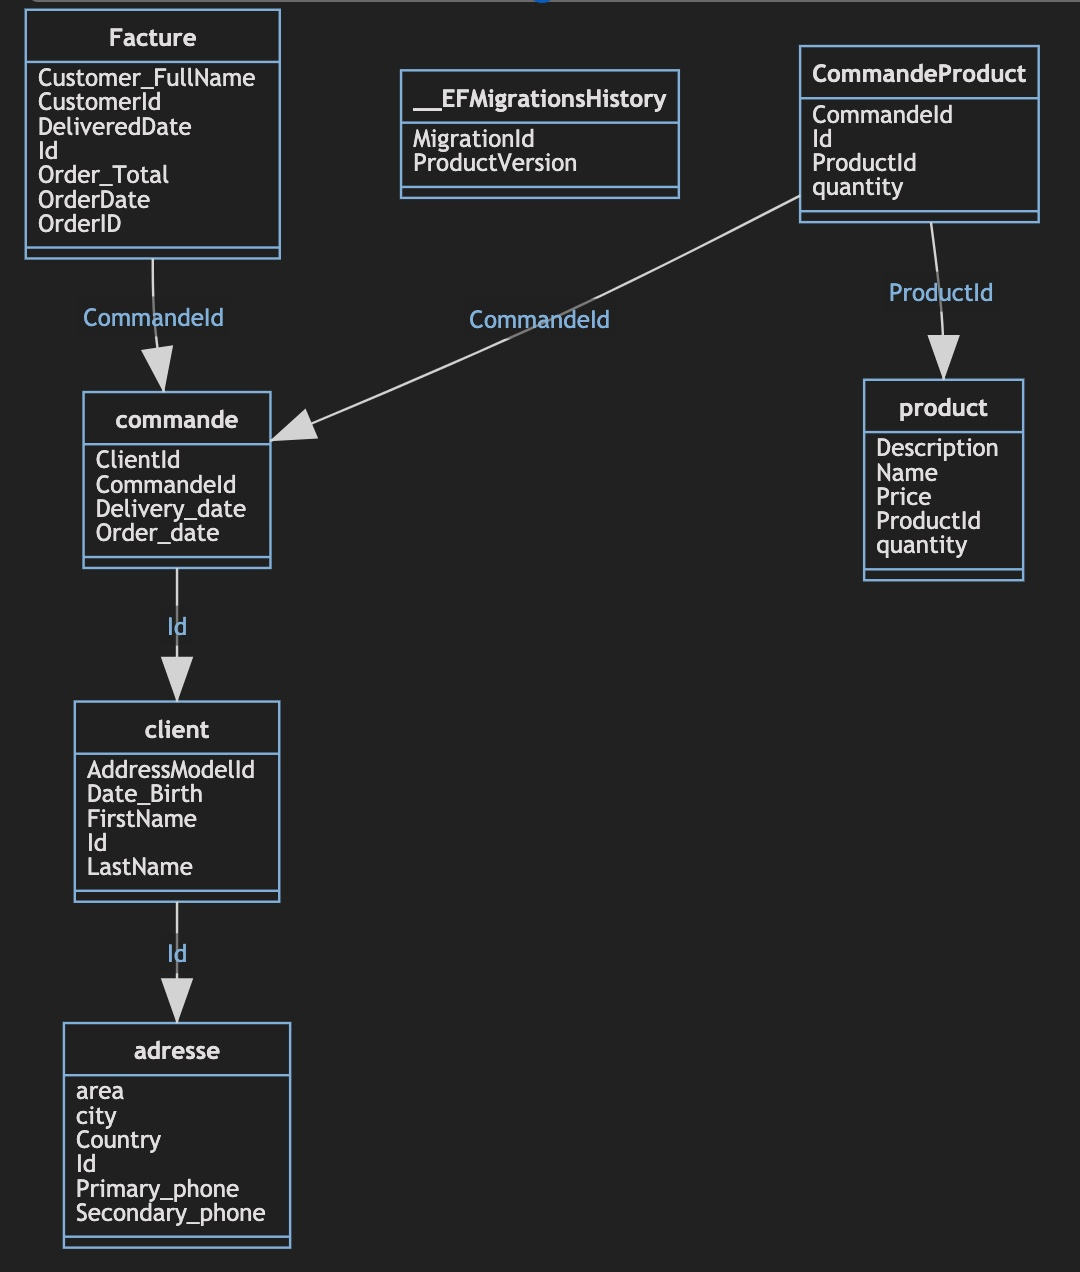 Facture
Customer_FullName
CustomerId
DeliveredDate
Id
Order_Total
OrderDate
OrderID
__EFMigrationsHistory
MigrationId
ProductVersion
CommandeProduct
CommandeId
Id
ProductId
quantity
CommandeId
CommandeId
ProductId
commande
ClientId
CommandeId
Delivery_date
Order_date
product
Description
Name
Price
ProductId
quantity
Id
client
AddressModelId
Date_Birth
FirstName
Id
LastName
Id
adresse
area
city
Country
Id
Primary_phone
Secondary_phone